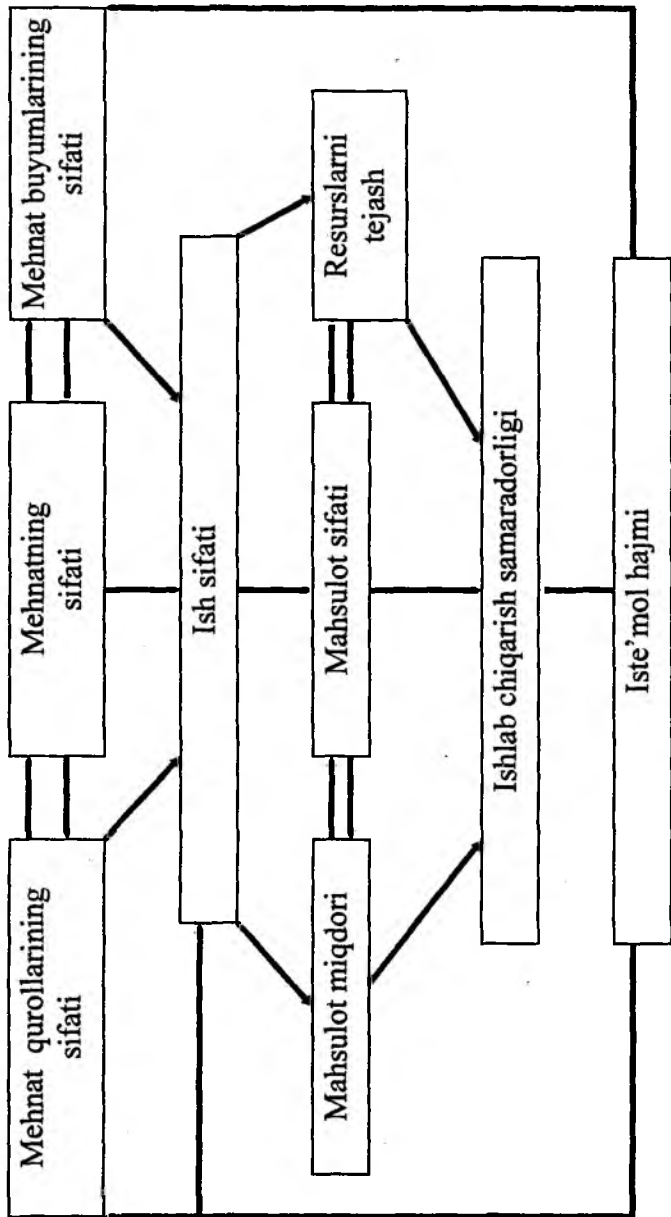 Mehnat qurollarining
sifati
Mehnatning
sifati
Mehnat buyumlarining
sifati
Ish sifati
Mahsulot miqdori
Mahsulot sifati
Resurslarni
tejash
Ishlab chiqarish samaradorligi
Iste’mol hajmi